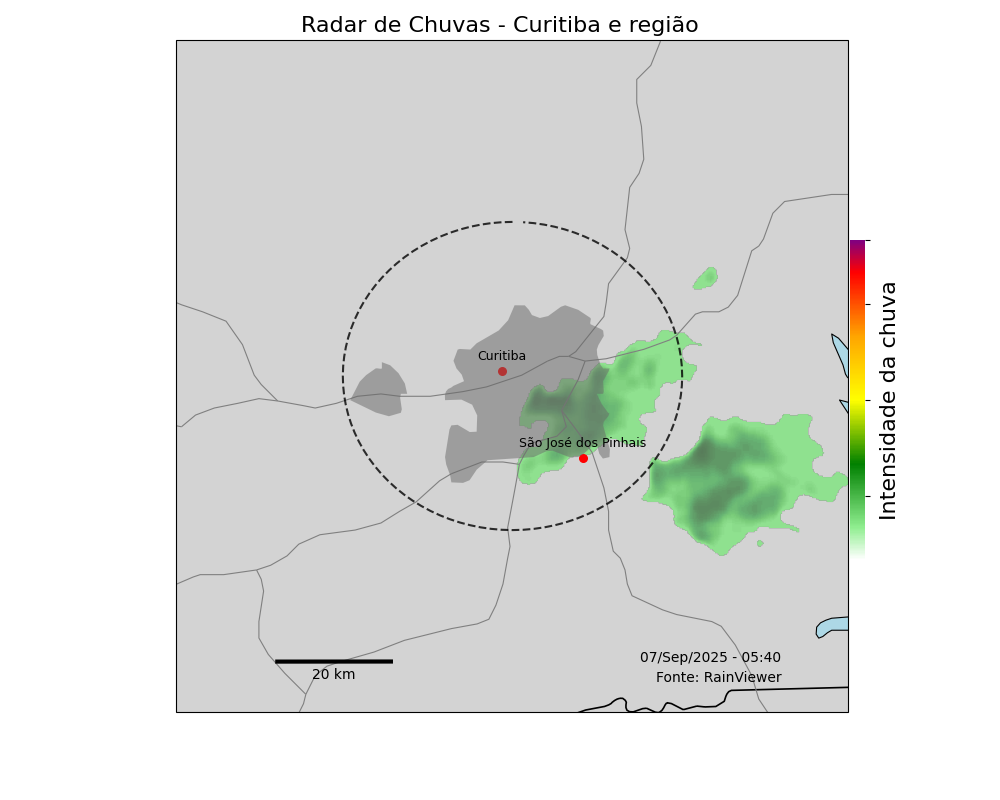 Radar de Chuvas - Curitiba e região
Curitiba
São José dos Pinhais
Intensidade da chuva
07/Sep/2025 - 05:40
Fonte: RainViewer
20 km